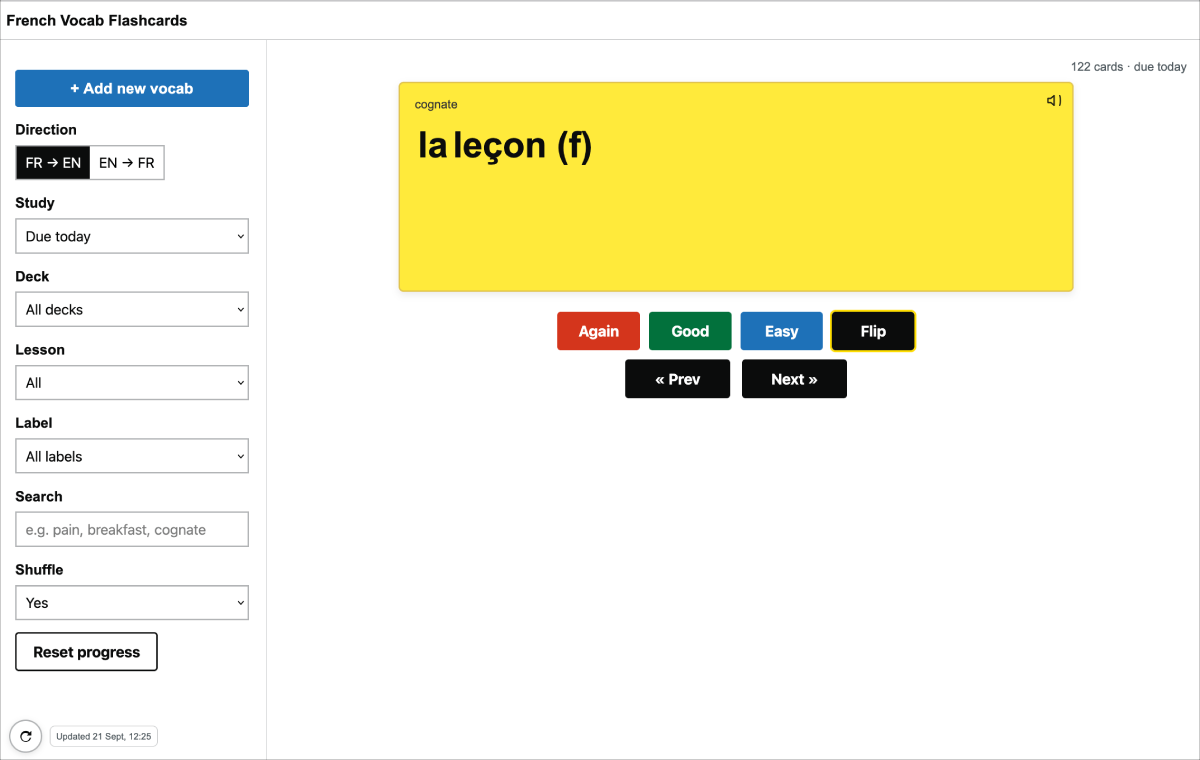 French Vocab Flashcards
+ Add new vocab
Direction
FR → EN EN → FR
Study
Due today
Deck
All decks
Lesson
All
Label
All labels
Search
e.g. pain, breakfast, cognate
Shuffle
Yes
Reset progress
Updated 21 Sept, 12:25
122 cards · due today
cognate
la leçon (f)
Again Good Easy Flip
« Prev Next »